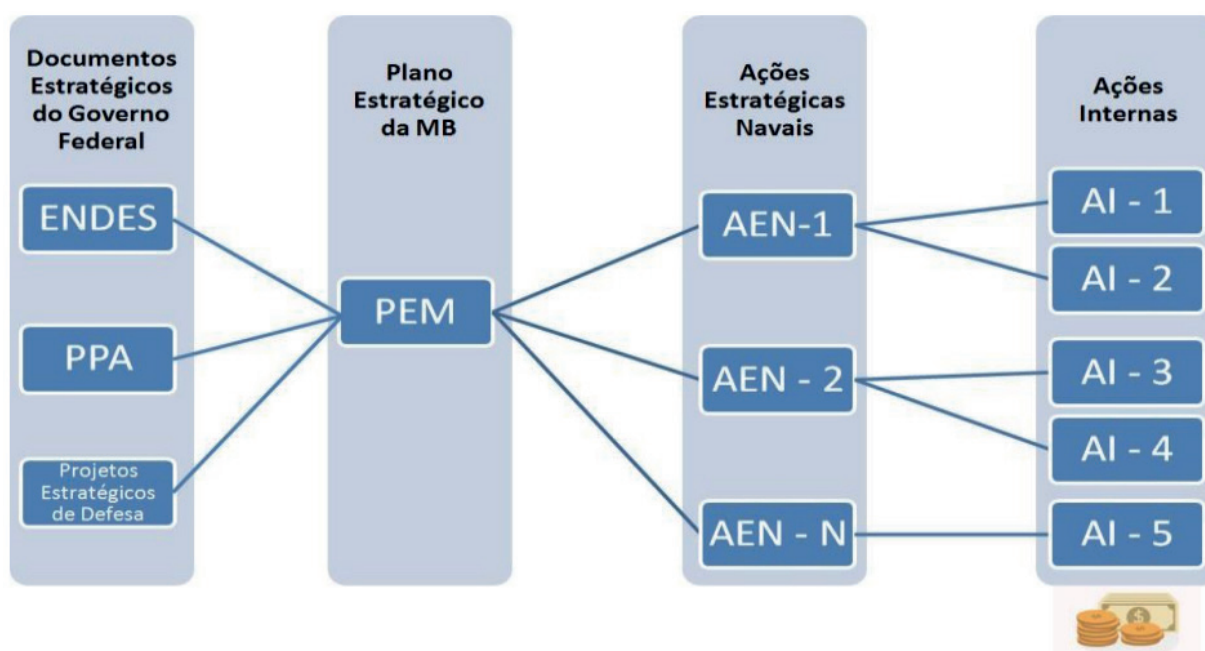 Documentos
Estratégicos
do Governo
Federal
ENDES
PPA
Projetos
Estratégicos
de Defesa
Plano
Estratégico
da MB
PEM
Ações
Estratégicas
Navais
AEN-1
AEN - 2
AEN - N
Ações
Internas
AI - 1
AI - 2
AI - 3
AI - 4
AI - 5